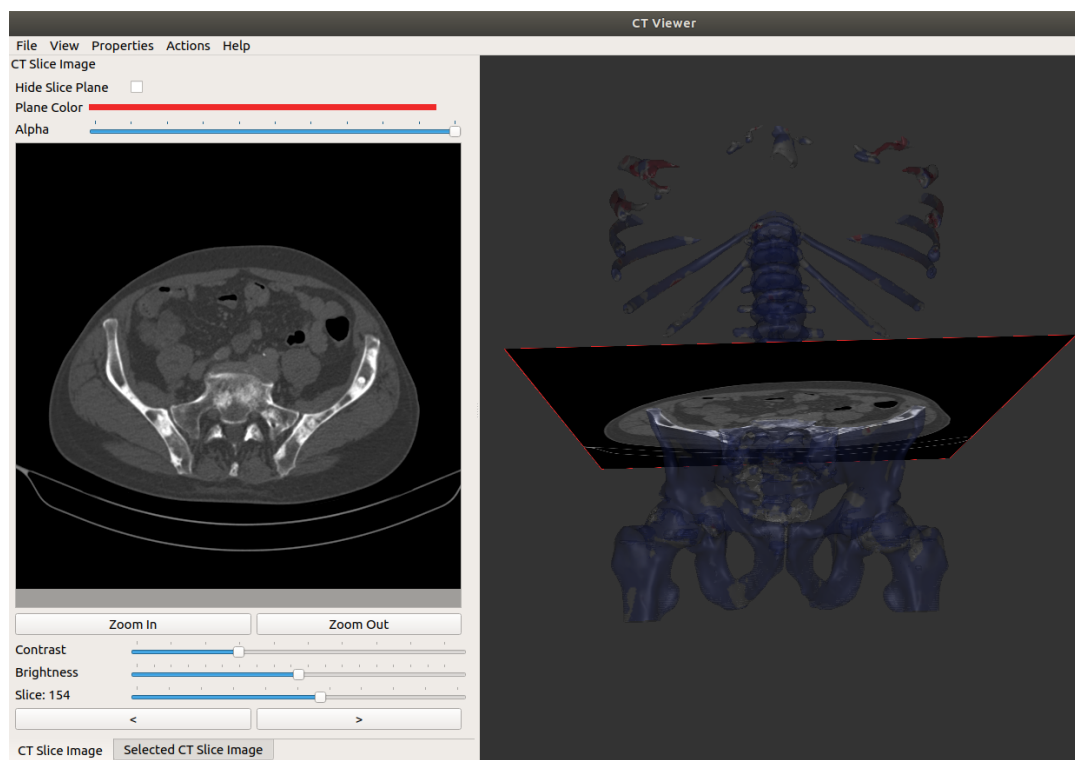 CT Viewer
File View Properties Actions Help
CT Slice Image
Hide Slice Plane
Plane Color
Alpha
Zoom In Zoom Out
Contrast
Brightness
Slice: 154
< >
CT Slice Image Selected CT Slice Image